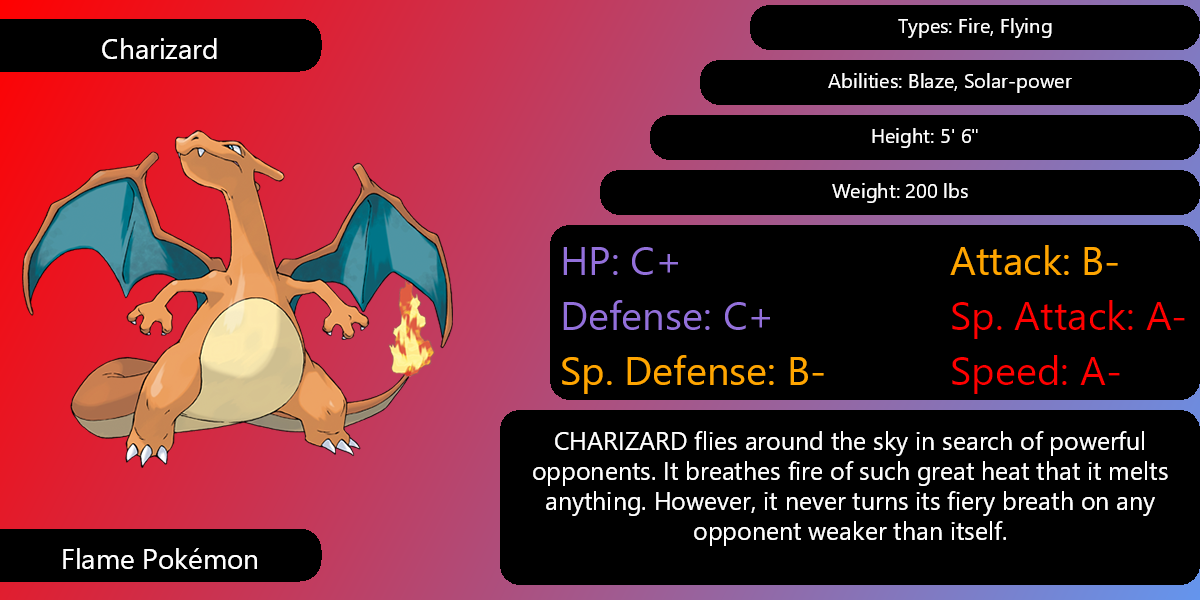 Charizard
Types: Fire, Flying
Abilities: Blaze, Solar-power
Height: 5' 6"
Weight: 200 lbs
HP: C+
Attack: B-
Defense: C+
Sp. Attack: A-
Sp. Defense: B-
Speed: A-
CHARIZARD flies around the sky in search of powerful
opponents. It breathes fire of such great heat that it melts
anything. However, it never turns its fiery breath on any
opponent weaker than itself.
Flame Pokémon